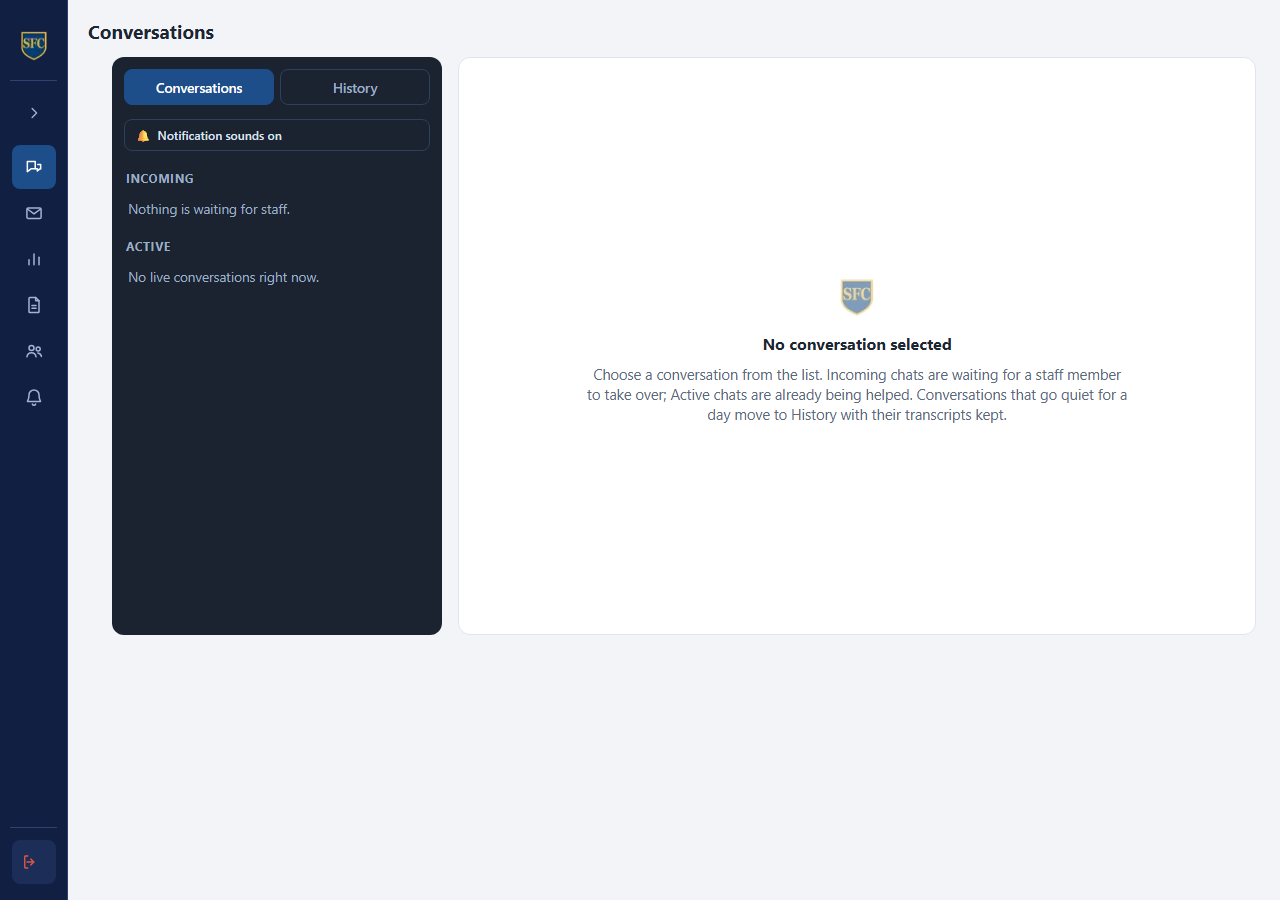 SFC
Conversations
Conversations
History
Notification sounds on
INCOMING
Nothing is waiting for staff.
ACTIVE
No live conversations right now.
SFC
No conversation selected
Choose a conversation from the list. Incoming chats are waiting for a staff member
to take over; Active chats are already being helped. Conversations that go quiet for a
day move to History with their transcripts kept.